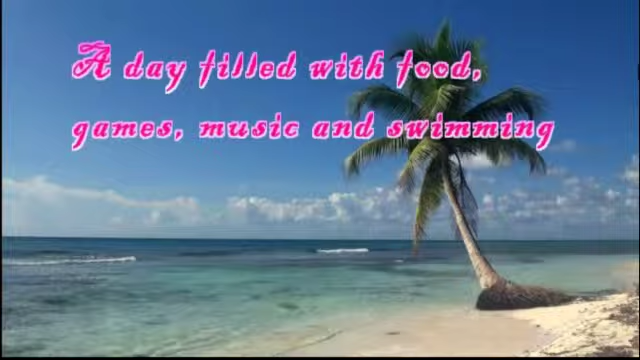 A day filled with food,
games, music and swimming